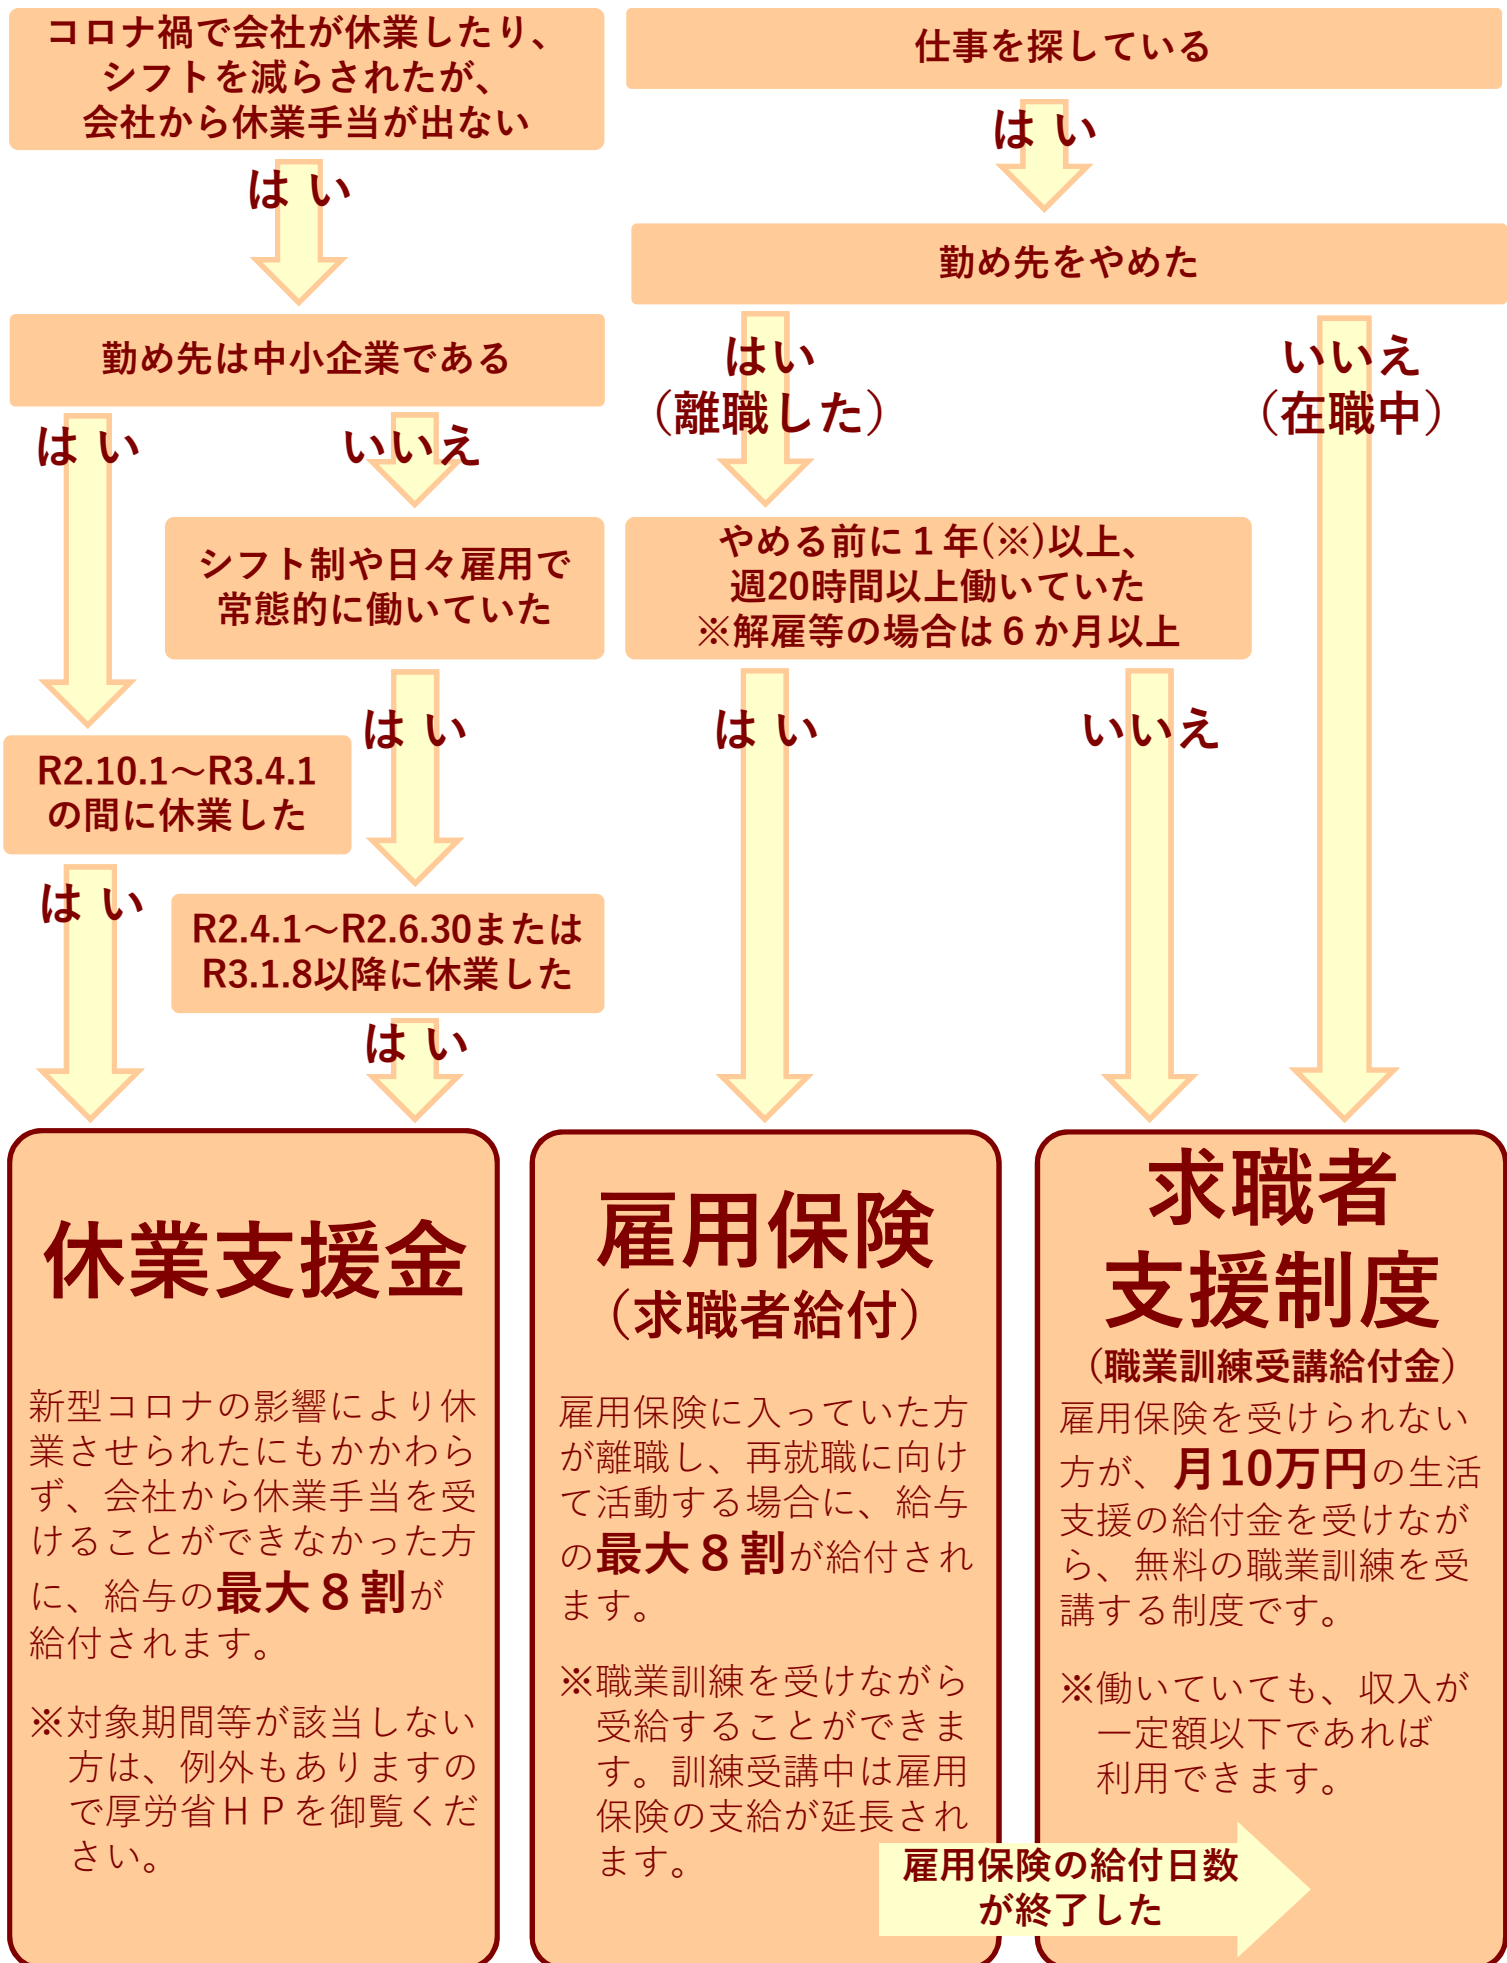 コロナ禍で会社が休業したり、
シフトを減らされたが、
会社から休業手当が出ない
はい
勤め先は中小企業である
はい
いいえ
シフト制や日々雇用で
常態的に働いていた
はい
R2.10.1～R3.4.1
の間に休業した
はい
R2.4.1～R2.6.30または
R3.1.8以降に休業した
はい
仕事を探している
はい
勤め先をやめた
はい
（離職した）
いいえ
（在職中）
やめる前に１年(※)以上、
週20時間以上働いていた
※解雇等の場合は６か月以上
はい
いいえ
休業支援金
新型コロナの影響により休
業させられたにもかかわら
ず、会社から休業手当を受
けることができなかった方
に、給与の最大８割が
給付されます。
※対象期間等が該当しない
方は、例外もありますの
で厚労省ＨＰを御覧くだ
さい。
雇用保険
（求職者給付）
雇用保険に入っていた方
が離職し、再就職に向け
て活動する場合に、給与
の最大８割が給付され
ます。
※職業訓練を受けながら
受給することができま
す。訓練受講中は雇用
保険の支給が延長され
ます。
雇用保険の給付日数
が終了した
求職者
支援制度
（職業訓練受講給付金）
雇用保険を受けられない
方が、月10万円の生活
支援の給付金を受けなが
ら、無料の職業訓練を受
講する制度です。
※働いていても、収入が
一定額以下であれば
利用できます。